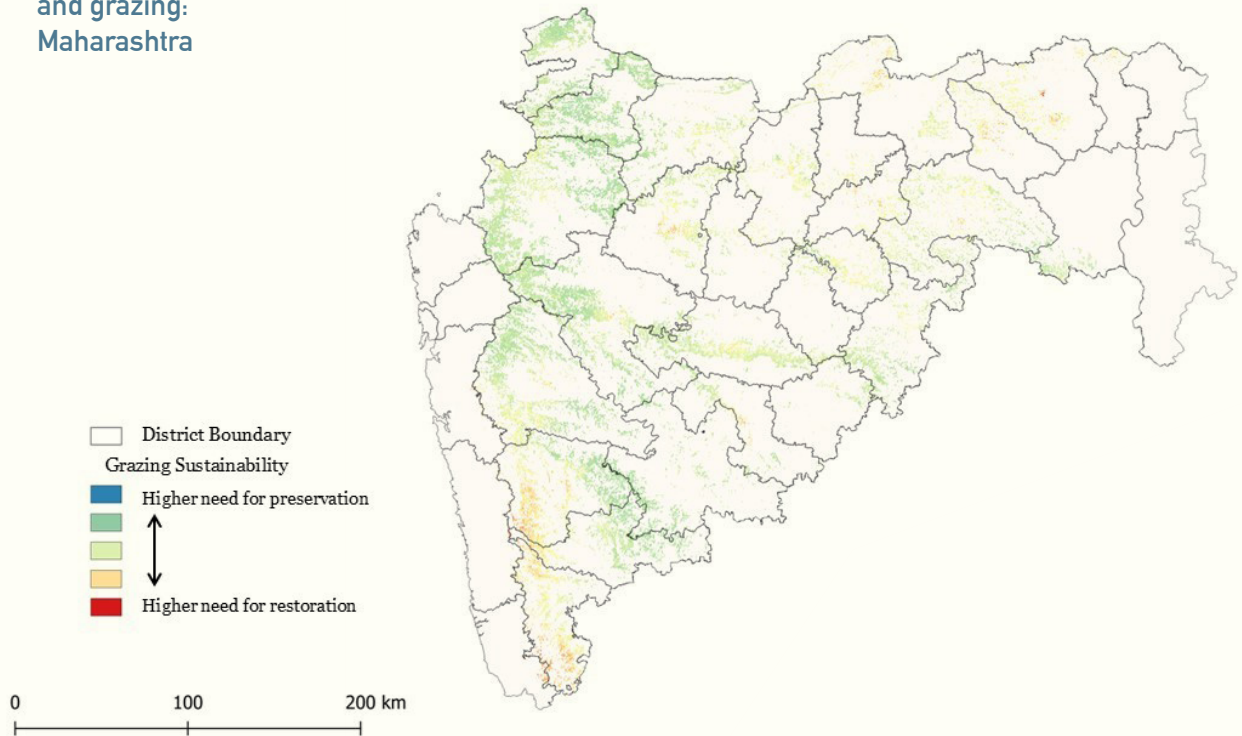 and grazing:
Maharashtra
District Boundary
Grazing Sustainability
Higher need for preservation
Higher need for restoration
0 100 200 km